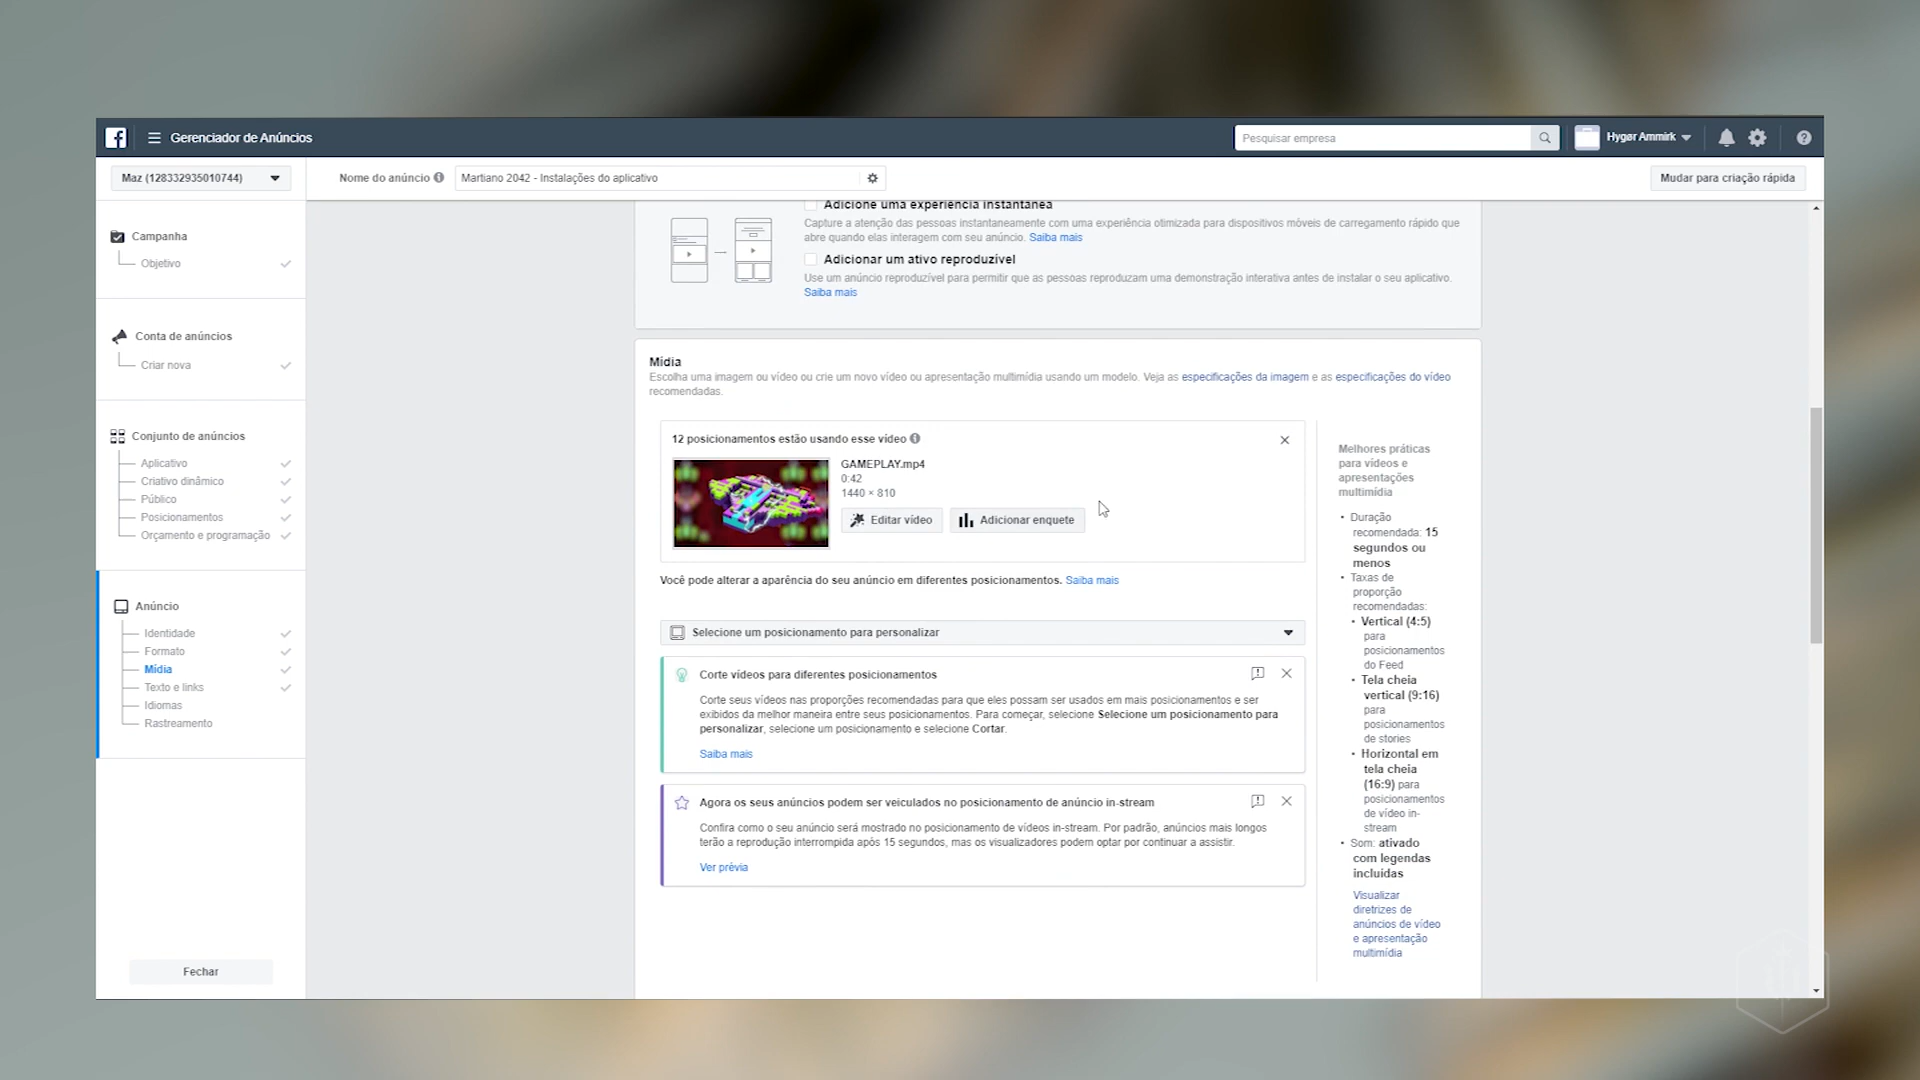 Gerenciador de Anúncios
Pesquisar empresa
Hygør Ammirk
Maz (128332935010744)
Nome do anúncio
Martiano 2042 - Instalações do aplicativo
Mudar para criação rápida
Campanha
Objetivo
Conta de anúncios
Criar nova
Conjunto de anúncios
Aplicativo
Criativo dinâmico
Público
Posicionamentos
Orçamento e programação
Anúncio
Identidade
Formato
Mídia
Texto e links
Idiomas
Rastreamento
Fechar
Adicione uma experiência instantânea
Capture a atenção das pessoas instantaneamente com uma experiência otimizada para dispositivos móveis de carregamento rápido que
abre quando elas interagem com seu anúncio. Saiba mais
Adicionar um ativo reproduzível
Use um anúncio reproduzível para permitir que as pessoas reproduzam uma demonstração interativa antes de instalar o seu aplicativo.
Saiba mais
Mídia
Escolha uma imagem ou vídeo ou crie um novo vídeo ou apresentação multimídia usando um modelo. Veja as especificações da imagem e as especificações do vídeo
recomendadas.
12 posicionamentos estão usando esse vídeo
GAMEPLAY.mp4
0:42
1440 × 810
Editar vídeo
Adicionar enquete
Você pode alterar a aparência do seu anúncio em diferentes posicionamentos. Saiba mais
Selecione um posicionamento para personalizar
Corte vídeos para diferentes posicionamentos
Corte seus vídeos nas proporções recomendadas para que eles possam ser usados em mais posicionamentos e ser
exibidos da melhor maneira entre seus posicionamentos. Para começar, selecione Selecione um posicionamento para
personalizar, selecione um posicionamento e selecione Cortar.
Saiba mais
Agora os seus anúncios podem ser veiculados no posicionamento de anúncio in-stream
Confira como o seu anúncio será mostrado no posicionamento de vídeos in-stream. Por padrão, anúncios mais longos
terão a reprodução interrompida após 15 segundos, mas os visualizadores podem optar por continuar a assistir.
Ver prévia
Melhores práticas
para vídeos e
apresentações
multimídia
• Duração
recomendada: 15
segundos ou
menos
• Taxas de
proporção
recomendadas:
• Vertical (4:5)
para
posicionamentos
do Feed
• Tela cheia
vertical (9:16)
para
posicionamentos
de stories
• Horizontal em
tela cheia
(16:9) para
posicionamentos
de vídeo in-
stream
• Som: ativado
com legendas
incluídas
Visualizar
diretrizes de
anúncios de vídeo
e apresentação
multimídia